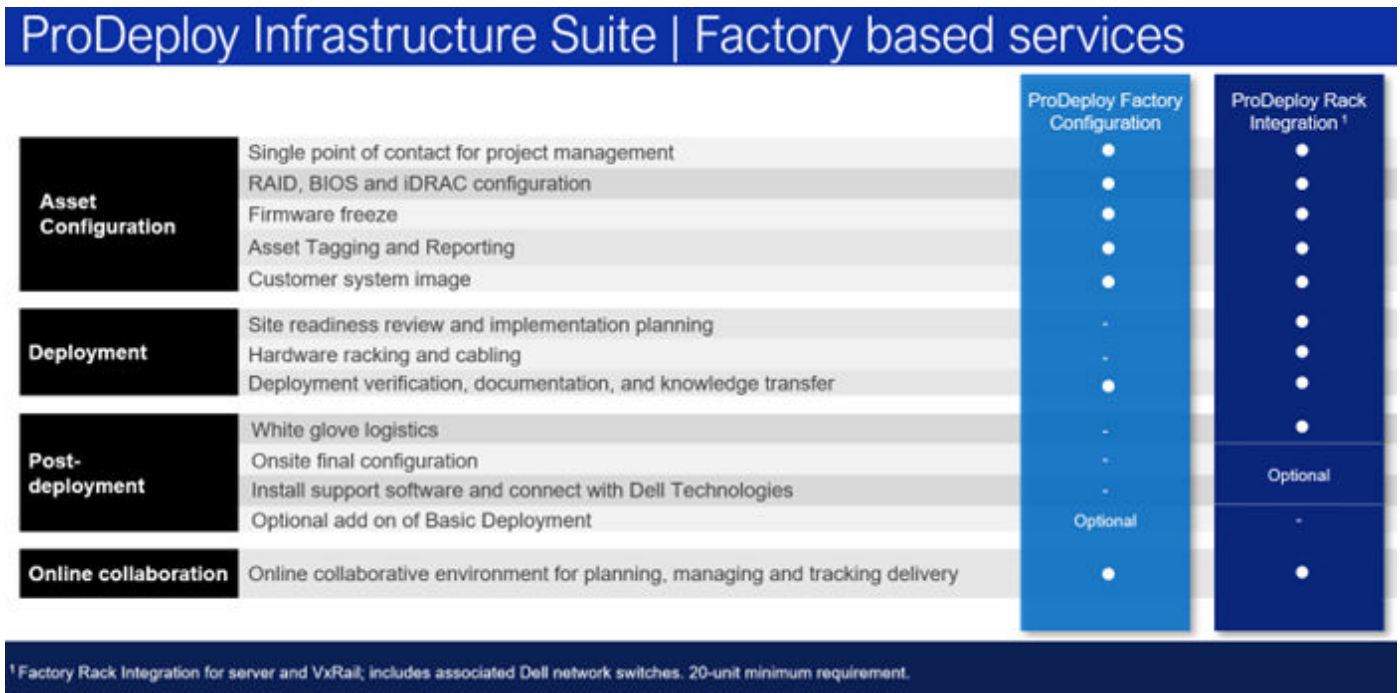 ProDeploy Infrastructure Suite | Factory based services
ProDeploy Factory
Configuration
ProDeploy Rack
Integration ¹
Asset
Configuration
Single point of contact for project management
RAID, BIOS and iDRAC configuration
Firmware freeze
Asset Tagging and Reporting
Customer system image
Deployment
Site readiness review and implementation planning
-
Hardware racking and cabling
-
Deployment verification, documentation, and knowledge transfer
Post-
deployment
White glove logistics
-
Onsite final configuration
-
Install support software and connect with Dell Technologies
-
Optional
Optional add on of Basic Deployment
Optional
-
Online collaboration
Online collaborative environment for planning, managing and tracking delivery
¹ Factory Rack Integration for server and VxRail; includes associated Dell network switches. 20-unit minimum requirement.